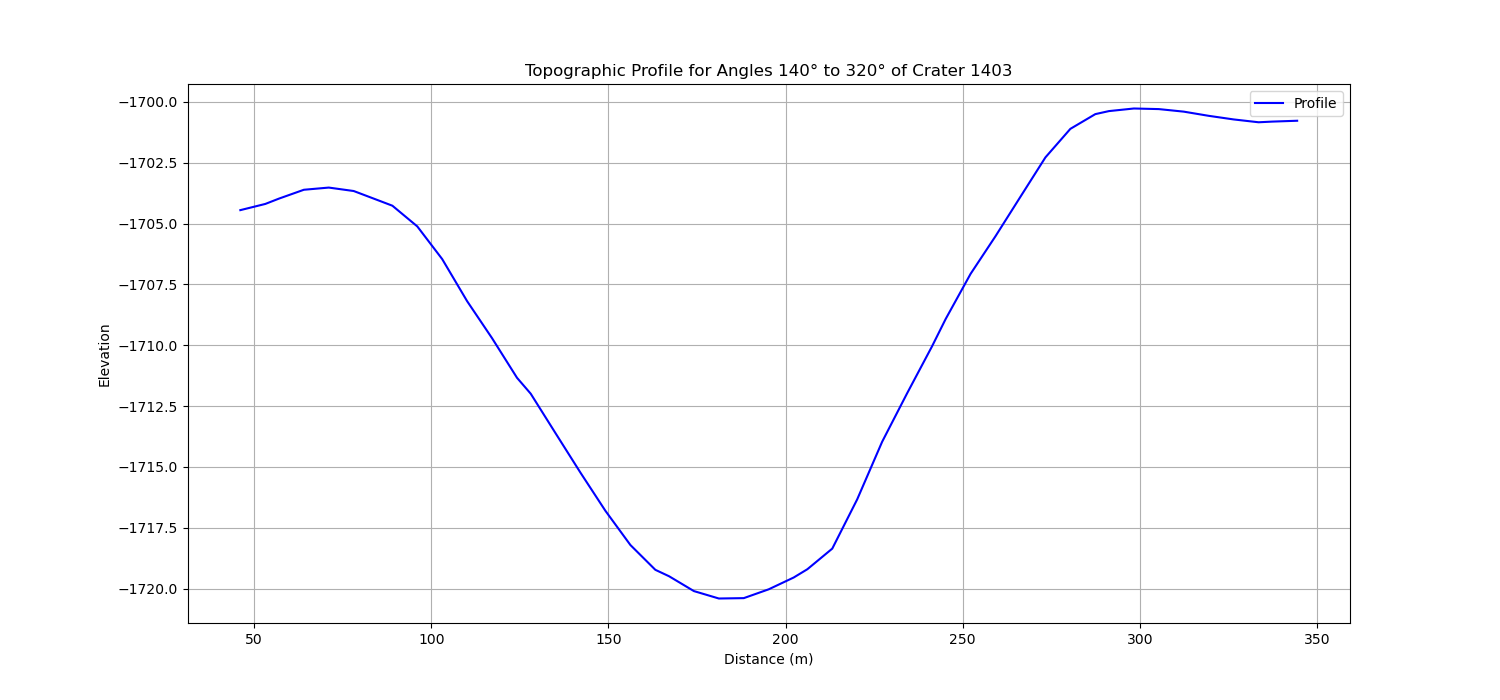 Topographic Profile for Angles 140° to 320° of Crater 1403
Profile
−1700.0
−1702.5
−1705.0
−1707.5
−1710.0
−1712.5
−1715.0
−1717.5
−1720.0
Elevation
50 100 150 200 250 300 350
Distance (m)